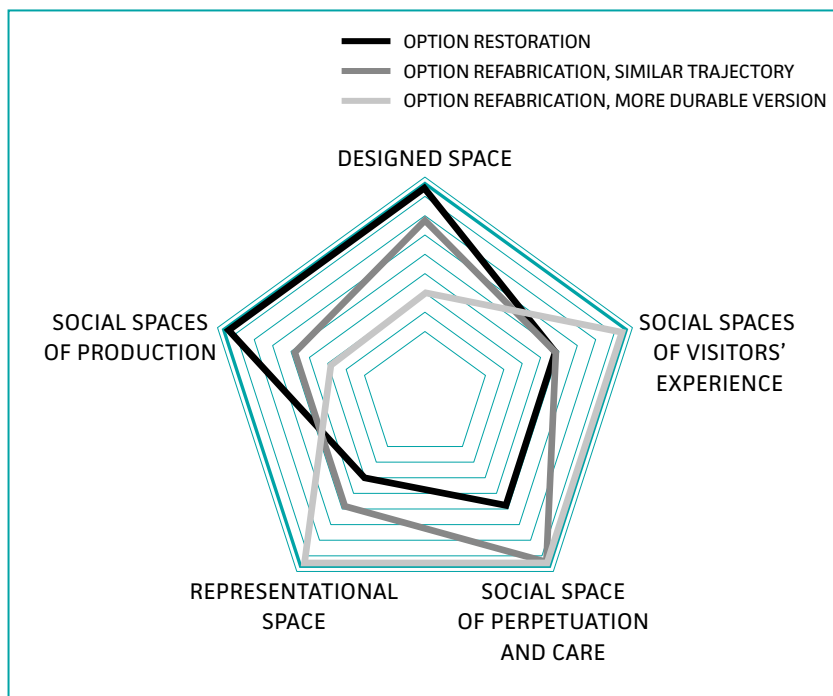 OPTION RESTORATION
OPTION REFABRICATION, SIMILAR TRAJECTORY
OPTION REFABRICATION, MORE DURABLE VERSION
DESIGNED SPACE
SOCIAL SPACES
OF PRODUCTION
SOCIAL SPACES
OF VISITORS’
EXPERIENCE
REPRESENTATIONAL
SPACE
SOCIAL SPACE
OF PERPETUATION
AND CARE